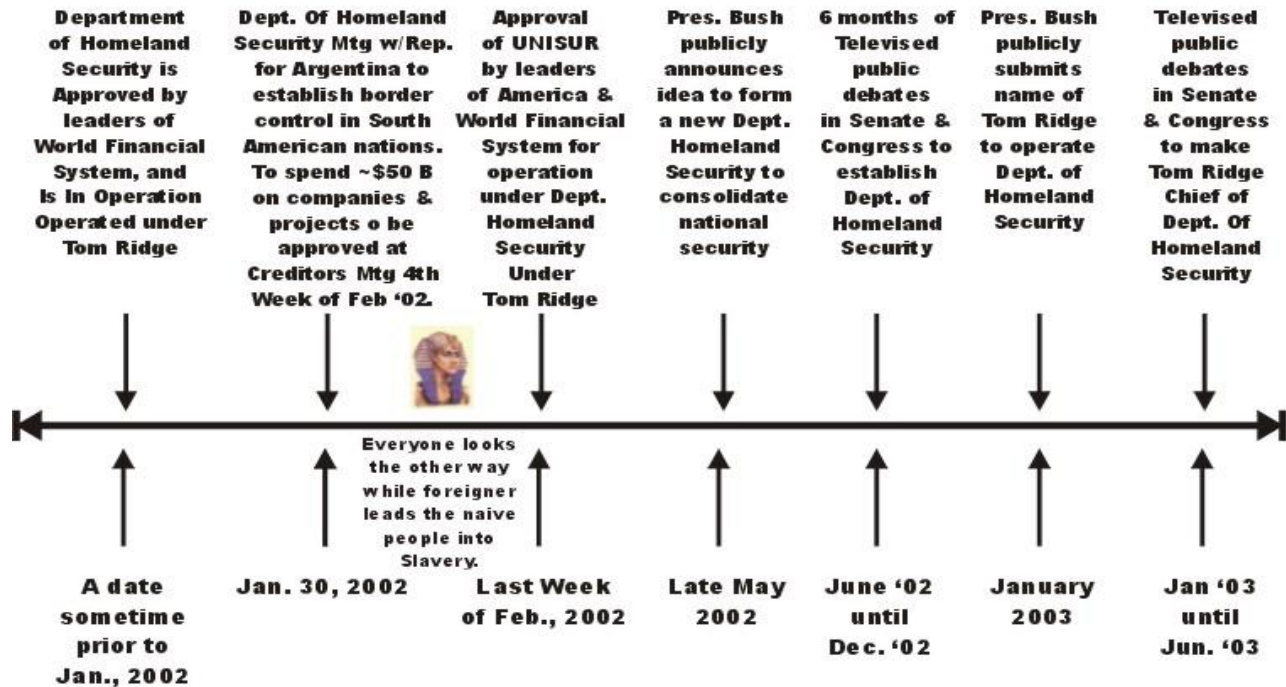 Department
of Homeland
Security is
Approved by
leaders of
World Financial
System, and
Is In Operation
Operated under
Tom Ridge
Dept. Of Homeland
Security Mtg w/Rep.
for Argentina to
establish border
control in South
American nations.
To spend ~$50 B
on companies &
projects o be
approved at
Creditors Mtg 4th
Week of Feb ‘02.
Approval
of UNISUR
by leaders
of America &
World Financial
System for
operation
under Dept.
Homeland
Security
Under
Tom Ridge
Pres. Bush
publicly
announces
idea to form
a new Dept.
Homeland
Security to
consolidate
national
security
6 months of
Televised
public
debates
in Senate &
Congress to
establish
Dept. of
Homeland
Security
Pres. Bush
publicly
submits
name of
Tom Ridge
to operate
Dept. of
Homeland
Security
Televised
public
debates
in Senate
& Congress
to make
Tom Ridge
Chief of
Dept. Of
Homeland
Security
Everyone looks
the other way
while foreigner
leads the naive
people into
Slavery.
A date
sometime
prior to
Jan., 2002
Jan. 30, 2002
Last Week
of Feb., 2002
Late May
2002
June ‘02
until
Dec. ‘02
January
2003
Jan ‘03
until
Jun. ‘03